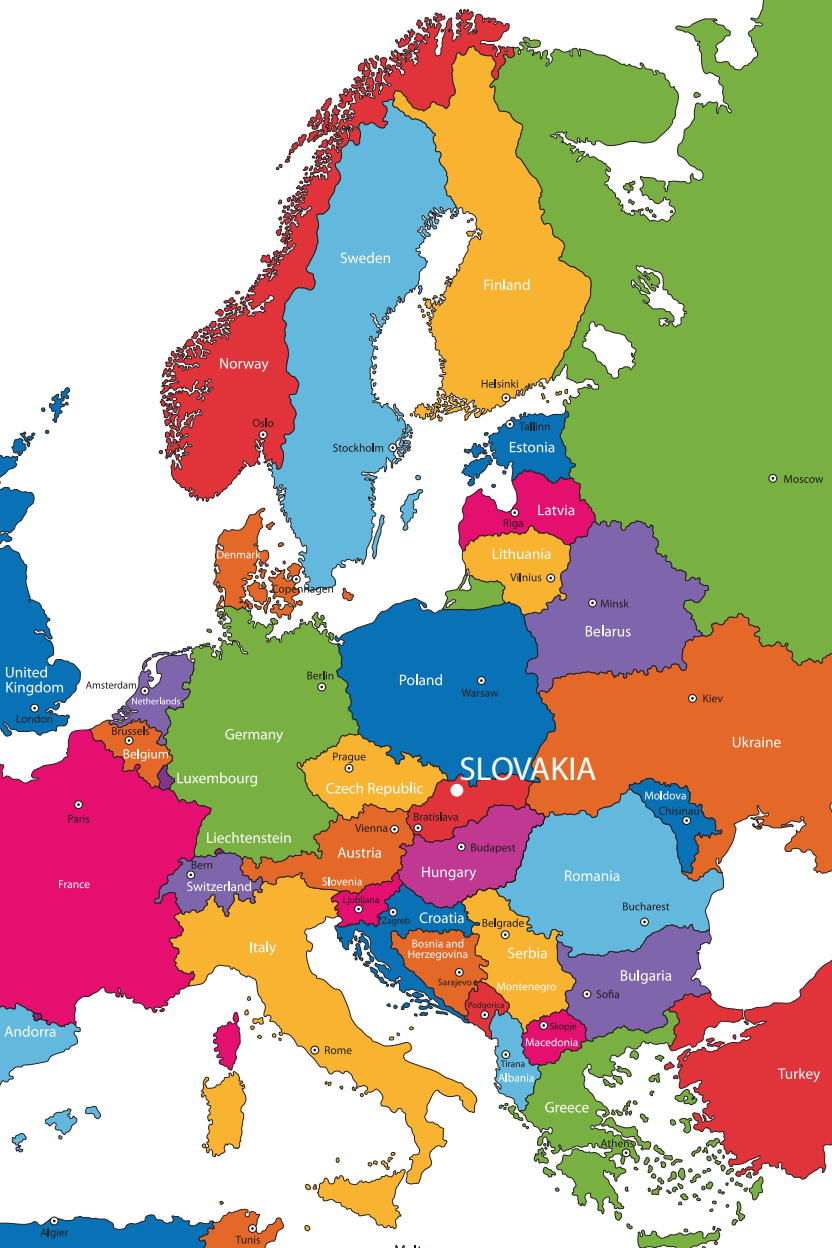 Sweden
Finland
Norway
Helsinki
Oslo
Tallinn
Stockholm
Estonia
Moscow
Latvia
Riga
Denmark
Lithuania
Vilnius
Copenhagen
Minsk
Belarus
United
Kingdom
London
Amsterdam
Netherlands
Berlin
Poland
Warsaw
Kiev
Brussels
Belgium
Germany
Ukraine
Prague
Czech Republic
SLOVAKIA
Luxembourg
Moldova
Chisinau
Paris
Bratislava
Vienna
Liechtenstein
Austria
Budapest
Hungary
Bern
Switzerland
Slovenia
Romania
France
Ljubljana
Zagreb
Croatia
Bucharest
Belgrade
Italy
Bosnia and
Herzegovina
Serbia
Sarajevo
Montenegro
Bulgaria
Sofia
Podgorica
Andorra
Skopje
Macedonia
Rome
Tirana
Albania
Turkey
Greece
Athens
Algier
Tunis